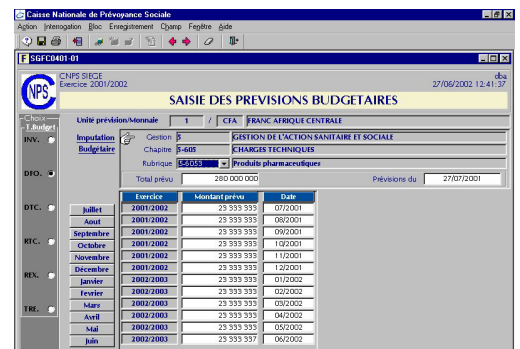 Caisse Nationale de Prévoyance Sociale
Action Interrogation Bloc Enregistrement Champ Fenêtre Aide
SGFC0401-01
CNPS SIEGE dba
Exercice 2001/2002 27/06/2002 12:41:37
NPS
SAISIE DES PREVISIONS BUDGETAIRES
Choix
T.Budget
Unité prévision/Monnaie 1 / CFA FRANC AFRIQUE CENTRALE
INV. Imputation Gestion 5 GESTION DE L'ACTION SANITAIRE ET SOCIALE
Budgétaire Chapitre 5-605 CHARGES TECHNIQUES
Rubrique 5-6053 Produits pharmaceutiques
DFO. Total prévu 280 000 000 Prévisions du 27/07/2001
Exercice Montant prévu Date
DTC. Juillet 2001/2002 23 333 333 07/2001
Aout 2001/2002 23 333 333 08/2001
Septembre 2001/2002 23 333 333 09/2001
RTC. Octobre 2001/2002 23 333 333 10/2001
Novembre 2001/2002 23 333 333 11/2001
Décembre 2001/2002 23 333 333 12/2001
REX. Janvier 2002/2003 23 333 333 01/2002
Fevrier 2002/2003 23 333 333 02/2002
Mars 2002/2003 23 333 333 03/2002
TRE. Avril 2002/2003 23 333 333 04/2002
Mai 2002/2003 23 333 333 05/2002
Juin 2002/2003 23 333 337 06/2002